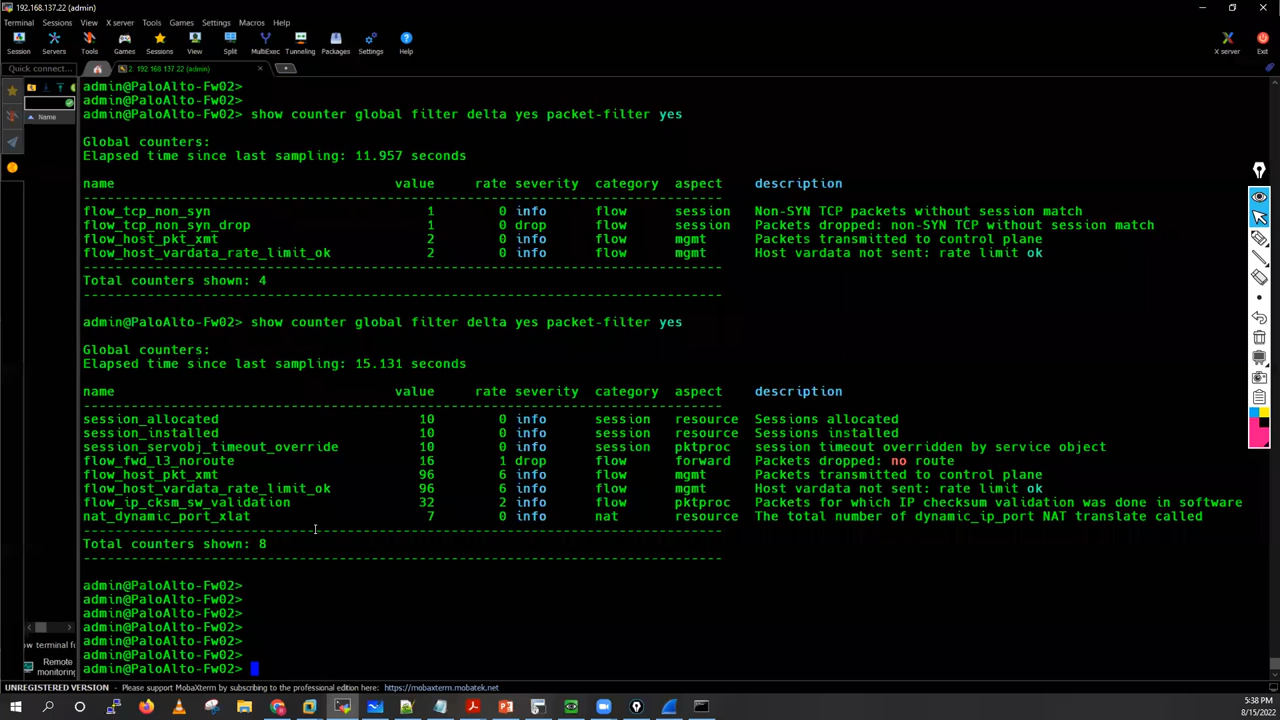 192.168.137.22 (admin)
Terminal Sessions View X server Tools Games Settings Macros Help
Session Servers Tools Games Sessions View Split MultiExec Tunneling Packages Settings Help X server Exit
Quick connect... 2. 192.168.137.22 (admin)
Name
admin@PaloAlto-Fw02>
admin@PaloAlto-Fw02>
admin@PaloAlto-Fw02> show counter global filter delta yes packet-filter yes
Global counters:
Elapsed time since last sampling: 11.957 seconds
name value rate severity category aspect description
--------------------------------------------------------------------------------
flow_tcp_non_syn 1 0 info flow session Non-SYN TCP packets without session match
flow_tcp_non_syn_drop 1 0 drop flow session Packets dropped: non-SYN TCP without session match
flow_host_pkt_xmt 2 0 info flow mgmt Packets transmitted to control plane
flow_host_vardata_rate_limit_ok 2 0 info flow mgmt Host vardata not sent: rate limit ok
--------------------------------------------------------------------------------
Total counters shown: 4
--------------------------------------------------------------------------------
admin@PaloAlto-Fw02> show counter global filter delta yes packet-filter yes
Global counters:
Elapsed time since last sampling: 15.131 seconds
name value rate severity category aspect description
--------------------------------------------------------------------------------
session_allocated 10 0 info session resource Sessions allocated
session_installed 10 0 info session resource Sessions installed
session_servobj_timeout_override 10 0 info session pktproc session timeout overridden by service object
flow_fwd_l3_noroute 16 1 drop flow forward Packets dropped: no route
flow_host_pkt_xmt 96 6 info flow mgmt Packets transmitted to control plane
flow_host_vardata_rate_limit_ok 96 6 info flow mgmt Host vardata not sent: rate limit ok
flow_ip_cksm_sw_validation 32 2 info flow pktproc Packets for which IP checksum validation was done in software
nat_dynamic_port_xlat 7 0 info nat resource The total number of dynamic_ip_port NAT translate called
--------------------------------------------------------------------------------
Total counters shown: 8
--------------------------------------------------------------------------------
admin@PaloAlto-Fw02>
admin@PaloAlto-Fw02>
admin@PaloAlto-Fw02>
admin@PaloAlto-Fw02>
admin@PaloAlto-Fw02>
admin@PaloAlto-Fw02>
admin@PaloAlto-Fw02>
ow terminal fo
Remote
monitoring
UNREGISTERED VERSION - Please support MobaXterm by subscribing to the professional edition here: https://mobaxterm.mobatek.net
5:38 PM
8/15/2022